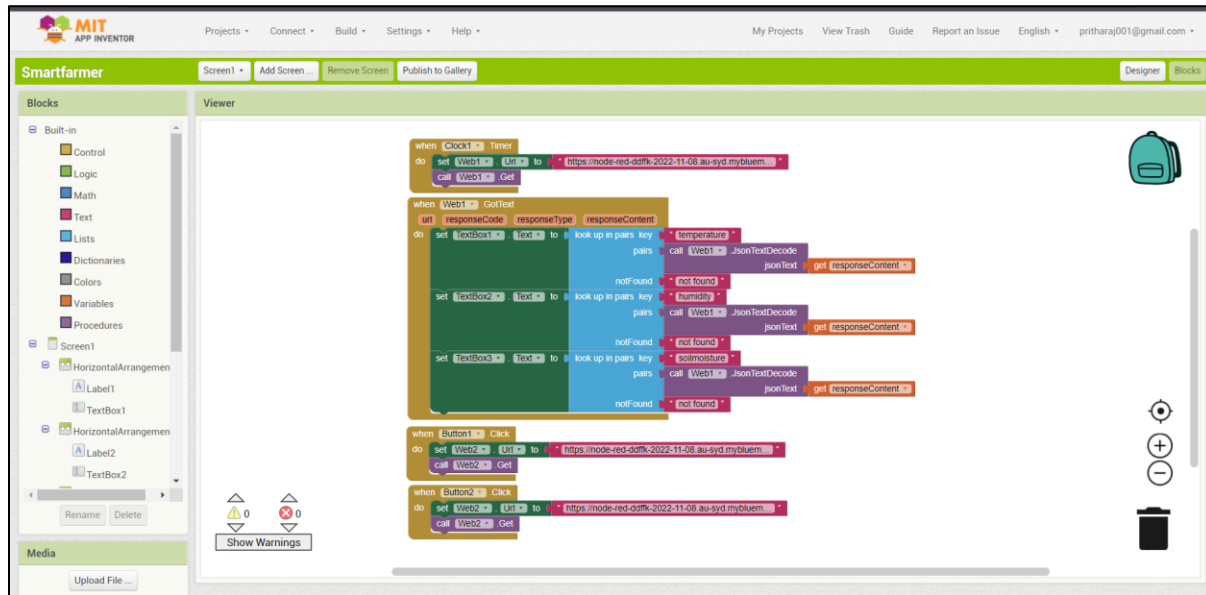 MIT
APP INVENTOR
Projects Connect Build Settings Help My Projects View Trash Guide Report an Issue English pritharaj001@gmail.com
Smartfarmer Screen1 Add Screen ... Remove Screen Publish to Gallery Designer Blocks
Blocks
Viewer
Built-in
Control
Logic
Math
Text
Lists
Dictionaries
Colors
Variables
Procedures
Screen1
HorizontalArrangemen
Label1
TextBox1
HorizontalArrangemen
Label2
TextBox2
Rename Delete
Media
Upload File ...
when Clock1 .Timer
do set Web1 . Url to " https://node-red-ddffk-2022-11-08.au-syd.mybluem... "
call Web1 .Get
when Web1 .GotText
url responseCode responseType responseContent
do set TextBox1 . Text to look up in pairs key " temperature "
pairs call Web1 .JsonTextDecode
jsonText get responseContent
notFound " not found "
set TextBox2 . Text to look up in pairs key " humidity "
pairs call Web1 .JsonTextDecode
jsonText get responseContent
notFound " not found "
set TextBox3 . Text to look up in pairs key " soilmoisture "
pairs call Web1 .JsonTextDecode
jsonText get responseContent
notFound " not found "
when Button1 .Click
do set Web2 . Url to " https://node-red-ddffk-2022-11-08.au-syd.mybluem... "
call Web2 .Get
when Button2 .Click
do set Web2 . Url to " https://node-red-ddffk-2022-11-08.au-syd.mybluem... "
call Web2 .Get
0 0
Show Warnings